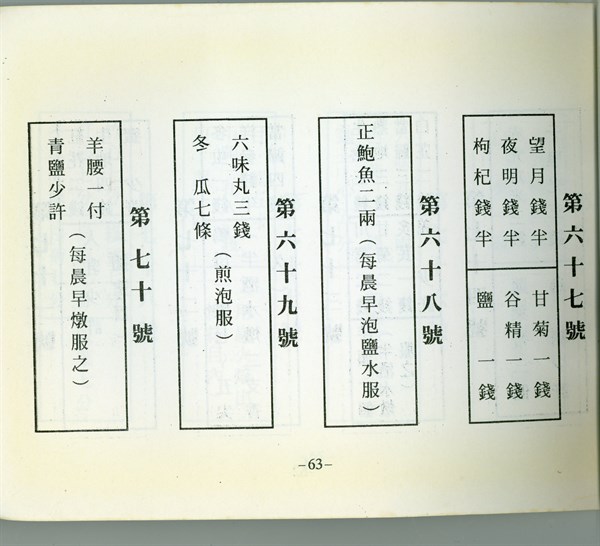 第六十七號
望月錢半 甘菊一錢
夜明錢半 谷精一錢
枸杞錢半 鹽一錢
第六十八號
正鮑魚二兩(每晨早泡鹽水服)
第六十九號
六味丸三錢
冬瓜七條(煎泡服)
第七十號
羊腰一付
青鹽少許(每晨早燉服之)
–63–